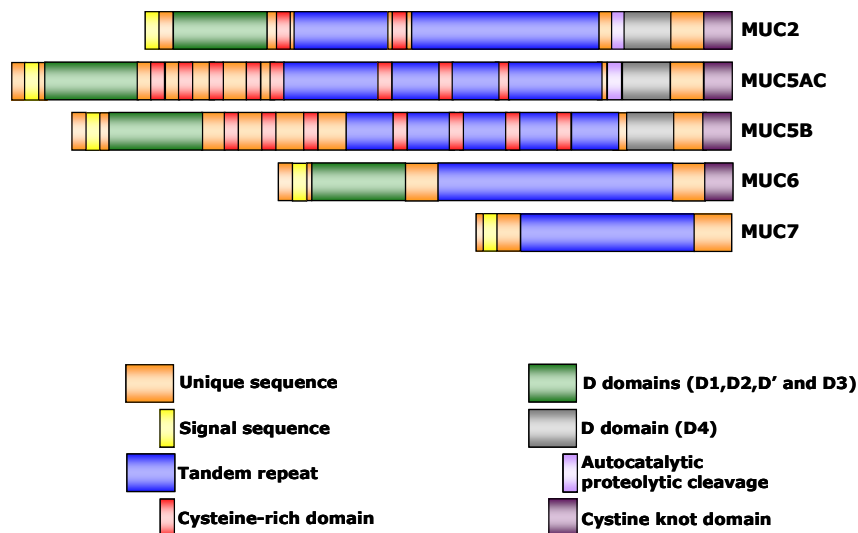 MUC2
MUC5AC
MUC5B
MUC6
MUC7
Unique sequence
Signal sequence
Tandem repeat
Cysteine-rich domain
D domains (D1,D2,D’ and D3)
D domain (D4)
Autocatalytic
proteolytic cleavage
Cystine knot domain